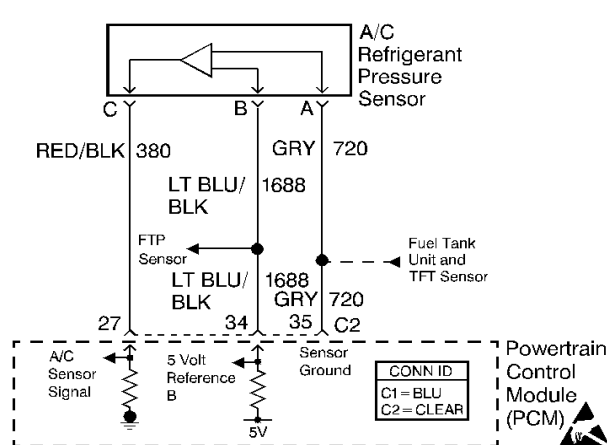 A/C
Refrigerant
Pressure
Sensor
C B A
RED/BLK 380
GRY 720
LT BLU/ 1688
BLK
FTP
Sensor
Fuel Tank
Unit and
TFT Sensor
LT BLU/ 1688
BLK
GRY 720
27 34 35 C2
A/C
Sensor
Signal
5 Volt
Reference
B
Sensor
Ground
5V
CONN ID
C1 = BLU
C2 = CLEAR
Powertrain
Control
Module
(PCM)